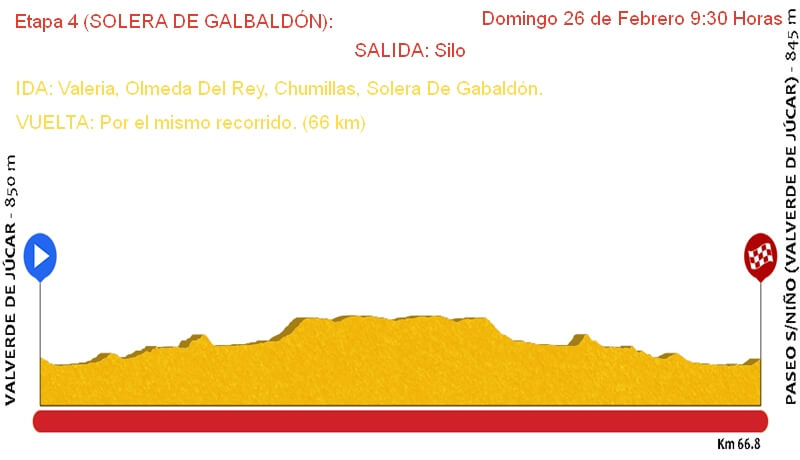 Etapa 4 (SOLERA DE GALBALDÓN):
Domingo 26 de Febrero 9:30 Horas
SALIDA: Silo
IDA: Valeria, Olmeda Del Rey, Chumillas, Solera De Gabaldón.
VUELTA: Por el mismo recorrido. (66 km)
VALVERDE DE JÚCAR - 850 m
PASEO S/NIÑO (VALVERDE DE JÚCAR) - 845 m
Km 66.8